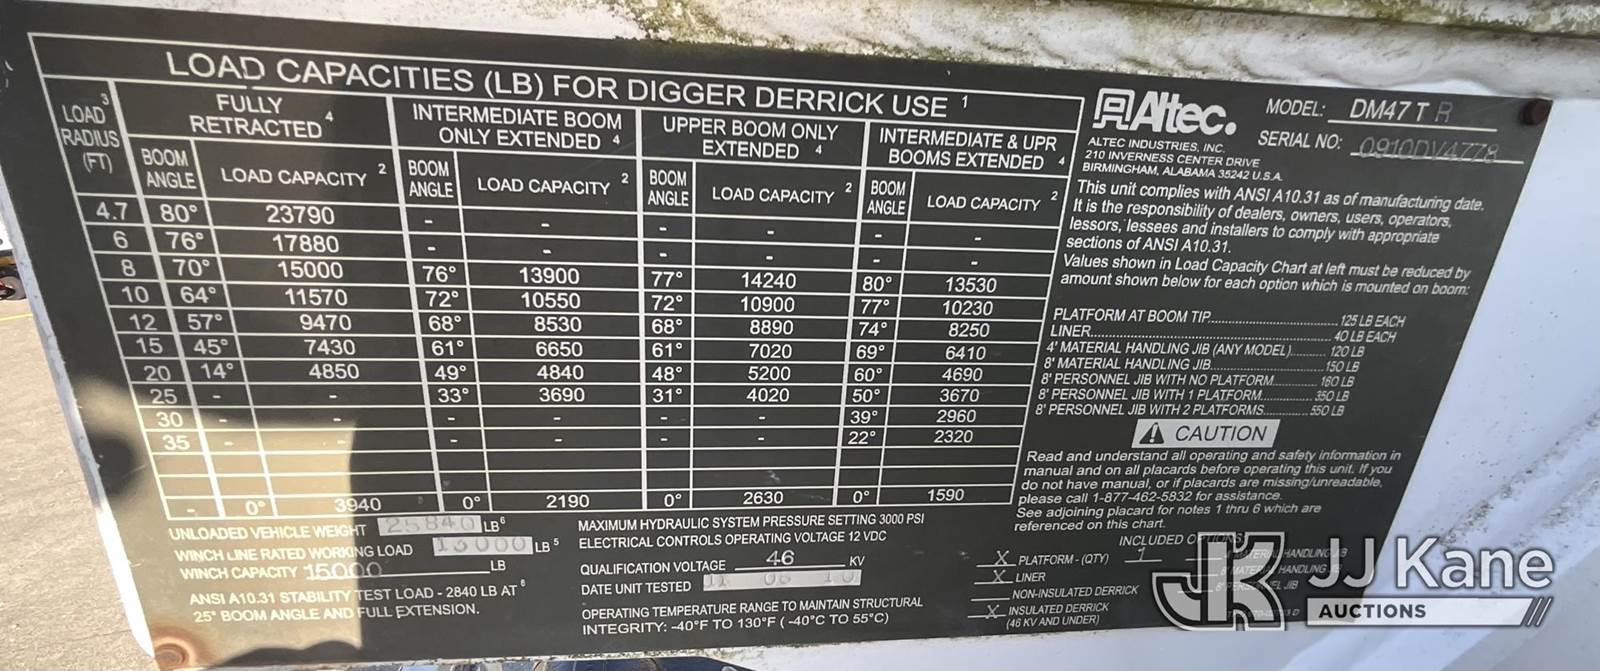 LOAD CAPACITIES (LB) FOR DIGGER DERRICK USE 1
LOAD 3 RADIUS (FT) FULLY RETRACTED 4 INTERMEDIATE BOOM ONLY EXTENDED 4 UPPER BOOM ONLY EXTENDED 4 INTERMEDIATE & UPR BOOMS EXTENDED 4
BOOM ANGLE LOAD CAPACITY 2 BOOM ANGLE LOAD CAPACITY 2 BOOM ANGLE LOAD CAPACITY 2 BOOM ANGLE LOAD CAPACITY 2
4.7 80° 23790 - - - - - -
6 76° 17880 - - - - - -
8 70° 15000 76° 13900 77° 14240 80° 13530
10 64° 11570 72° 10550 72° 10900 77° 10230
12 57° 9470 68° 8530 68° 8890 74° 8250
15 45° 7430 61° 6650 61° 7020 69° 6410
20 14° 4850 49° 4840 48° 5200 60° 4690
25 - - 33° 3690 31° 4020 50° 3670
30 - - - - - - 39° 2960
35 - - - - - - 22° 2320
- 0° 3940 0° 2190 0° 2630 0° 1590
UNLOADED VEHICLE WEIGHT 25840 LB 6
WINCH LINE RATED WORKING LOAD 13000 LB 5
WINCH CAPACITY 15000 LB
ANSI A10.31 STABILITY TEST LOAD - 2840 LB AT 6
25° BOOM ANGLE AND FULL EXTENSION.
MAXIMUM HYDRAULIC SYSTEM PRESSURE SETTING 3000 PSI
ELECTRICAL CONTROLS OPERATING VOLTAGE 12 VDC
QUALIFICATION VOLTAGE 46 KV
DATE UNIT TESTED 11 06 10
OPERATING TEMPERATURE RANGE TO MAINTAIN STRUCTURAL
INTEGRITY: -40°F TO 130°F ( -40°C TO 55°C)
Altec.
ALTEC INDUSTRIES, INC.
210 INVERNESS CENTER DRIVE
BIRMINGHAM, ALABAMA 35242 U.S.A.
MODEL: DM47 T R
SERIAL NO: 0910DV4778
This unit complies with ANSI A10.31 as of manufacturing date.
It is the responsibility of dealers, owners, users, operators,
lessors, lessees and installers to comply with appropriate
sections of ANSI A10.31.
Values shown in Load Capacity Chart at left must be reduced by
amount shown below for each option which is mounted on boom:
PLATFORM AT BOOM TIP...125 LB EACH
LINER...40 LB EACH
4' MATERIAL HANDLING JIB (ANY MODEL)...120 LB
8' MATERIAL HANDLING JIB...150 LB
8' PERSONNEL JIB WITH NO PLATFORM...160 LB
8' PERSONNEL JIB WITH 1 PLATFORM...350 LB
8' PERSONNEL JIB WITH 2 PLATFORMS...550 LB
CAUTION
Read and understand all operating and safety information in
manual and on all placards before operating this unit. If you
do not have manual, or if placards are missing/unreadable,
please call 1-877-462-5832 for assistance.
See adjoining placard for notes 1 thru 6 which are
referenced on this chart.
INCLUDED OPTIONS:
X PLATFORM - (QTY) 1
X LINER
NON-INSULATED DERRICK
X INSULATED DERRICK
(46 KV AND UNDER)
MATERIAL HANDLING JIB
8' MATERIAL HANDLING JIB
8' PERSONNEL JIB
JK JJ Kane
AUCTIONS